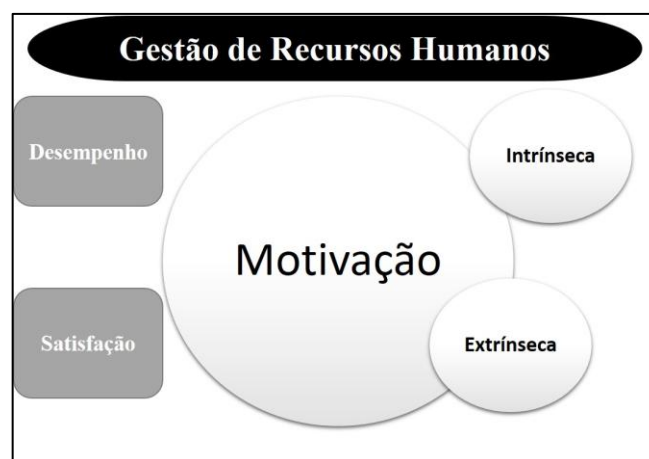 Gestão de Recursos Humanos
Desempenho
Intrínseca
Motivação
Satisfação
Extrínseca